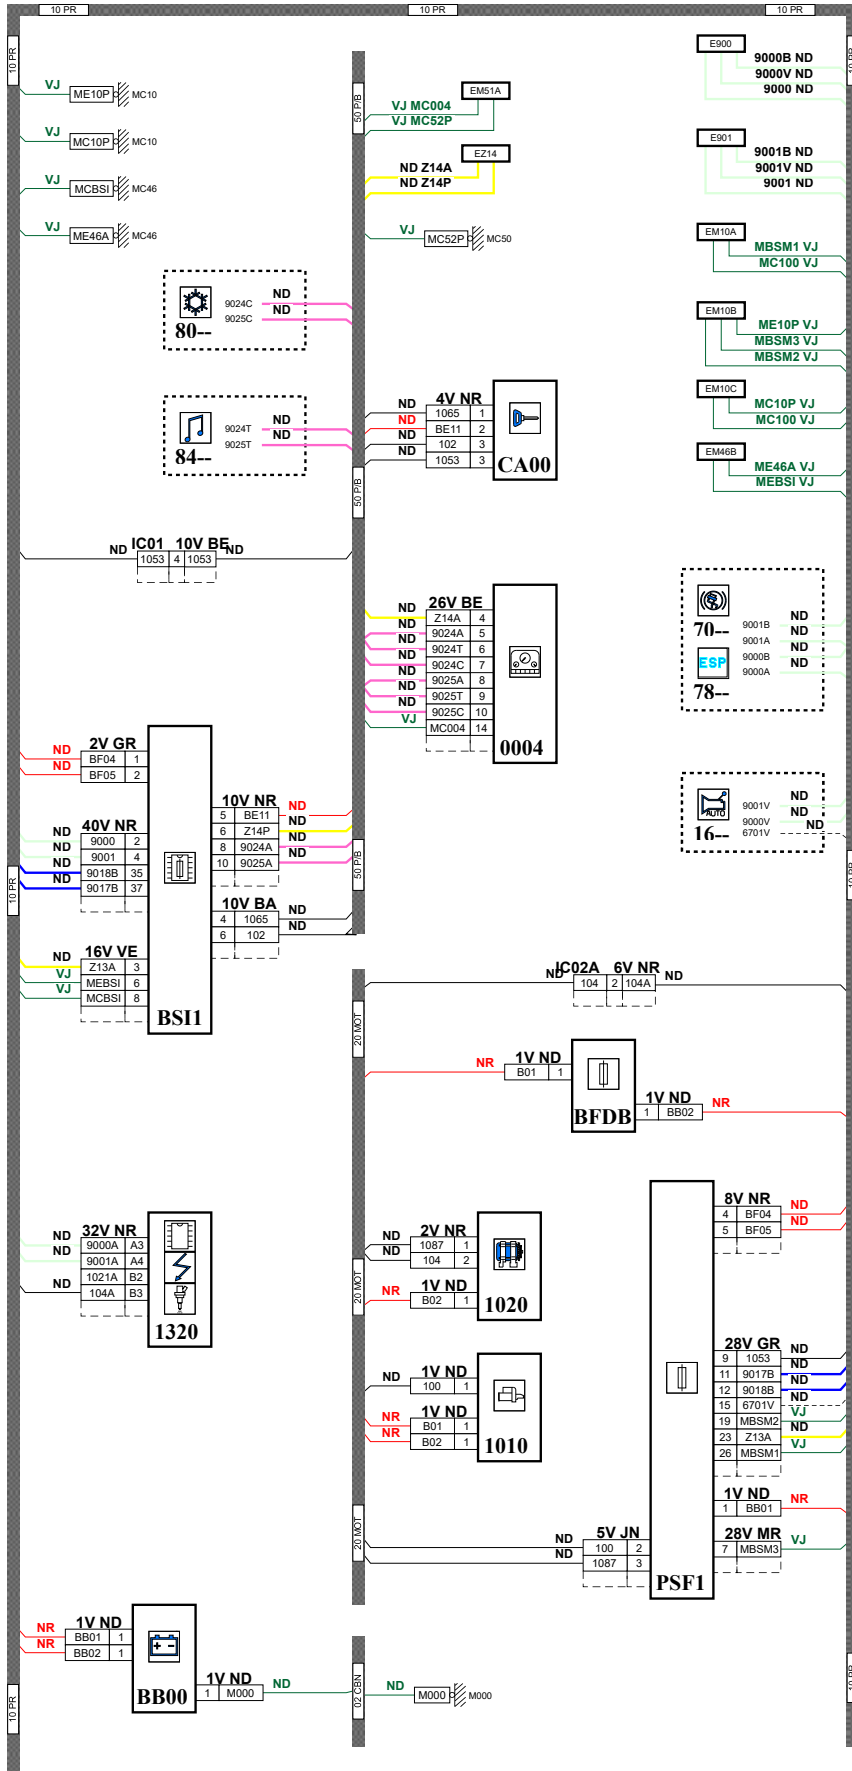 10 PR
10 PR
10 PR
10 PR
50 P/B
10 PR
VJ
ME10P
MC10
VJ
MC10P
MC10
VJ
MCBSI
MC46
VJ
ME46A
MC46
EM51A
VJ MC004
VJ MC52P
EZ14
ND Z14A
ND Z14P
VJ
MC52P
MC50
E900
9000B ND
9000V ND
9000 ND
E901
9001B ND
9001V ND
9001 ND
EM10A
MBSM1 VJ
MC100 VJ
EM10B
ME10P VJ
MBSM3 VJ
MBSM2 VJ
EM10C
MC10P VJ
MC100 VJ
EM46B
ME46A VJ
MEBSI VJ
9024C ND
9025C ND
80--
9024T ND
9025T ND
84--
4V NR
ND 1065 1
ND BE11 2
ND 102 3
ND 1053 3
CA00
50 P/B
IC01 10V BE
ND 1053 4 1053 ND
26V BE
ND Z14A 4
ND 9024A 5
ND 9024T 6
ND 9024C 7
ND 9025A 8
ND 9025T 9
ND 9025C 10
VJ MC004 14
0004
70--
9001B ND
9001A ND
ESP
9000B ND
9000A ND
78--
AUTO
9001V ND
9000V ND
6701V ND
16--
2V GR
ND BF04 1
ND BF05 2
40V NR
ND 9000 2
ND 9001 4
ND 9018B 35
ND 9017B 37
16V VE
ND Z13A 3
VJ MEBSI 6
VJ MCBSI 8
10V NR
5 BE11 ND
6 Z14P ND
8 9024A ND
10 9025A ND
10V BA
4 1065 ND
6 102 ND
BSI1
10 PR
50 P/B
10 PR
IC02A 6V NR
ND 104 2 104A ND
20 MOT
1V ND
NR B01 1
BFDB
1V ND
1 BB02 NR
32V NR
ND 9000A A3
ND 9001A A4
1021A B2
ND 104A B3
1320
2V NR
ND 1087 1
ND 104 2
1V ND
NR B02 1
1020
20 MOT
1V ND
ND 100 1
1V ND
NR B01 1
NR B02 1
1010
8V NR
4 BF04 ND
5 BF05 ND
28V GR
9 1053 ND
11 9017B ND
12 9018B ND
15 6701V ND
19 MBSM2 VJ
23 Z13A ND
26 MBSM1 VJ
1V ND
1 BB01 NR
28V MR
7 MBSM3 VJ
5V JN
ND 100 2
ND 1087 3
PSF1
20 MOT
1V ND
NR BB01 1
NR BB02 1
BB00
1V ND
1 M000 ND
02 CBN
ND
M000
M000
10 PR
10 PR